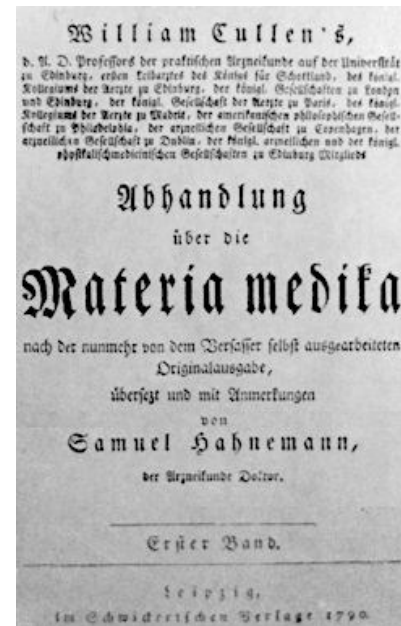 William Cullen's,
d. A. D. Professors der praktischen Arzneikunde auf der Universität
zu Edinburg, ersten Leibarztes des Königs für Schottland, des königl.
Kollegiums der Aerzte zu Edinburg, der königl. Gesellschaften zu London
und Edinburg, der königl. Gesellschaft der Aerzte zu Paris, des königl.
Kollegiums der Aerzte zu Madrit, der amerikanischen philosophischen Gesell-
schaft zu Philadelphia, der arzneilichen Gesellschaft zu Copenhagen, der
arzneilichen Gesellschaft zu Dublin, der königl. arzneilichen und der königl.
physikalischmedicinischen Gesellschaften zu Edinburg Mitglieds
Abhandlung
über die
Materia medika
nach der nunmehr von dem Verfasser selbst ausgearbeiteten
Originalausgabe,
übersezt und mit Anmerkungen
von
Samuel Hahnemann,
der Arzneikunde Doktor.
Erster Band.
Leipzig,
im Schwickertschen Verlage 1790.